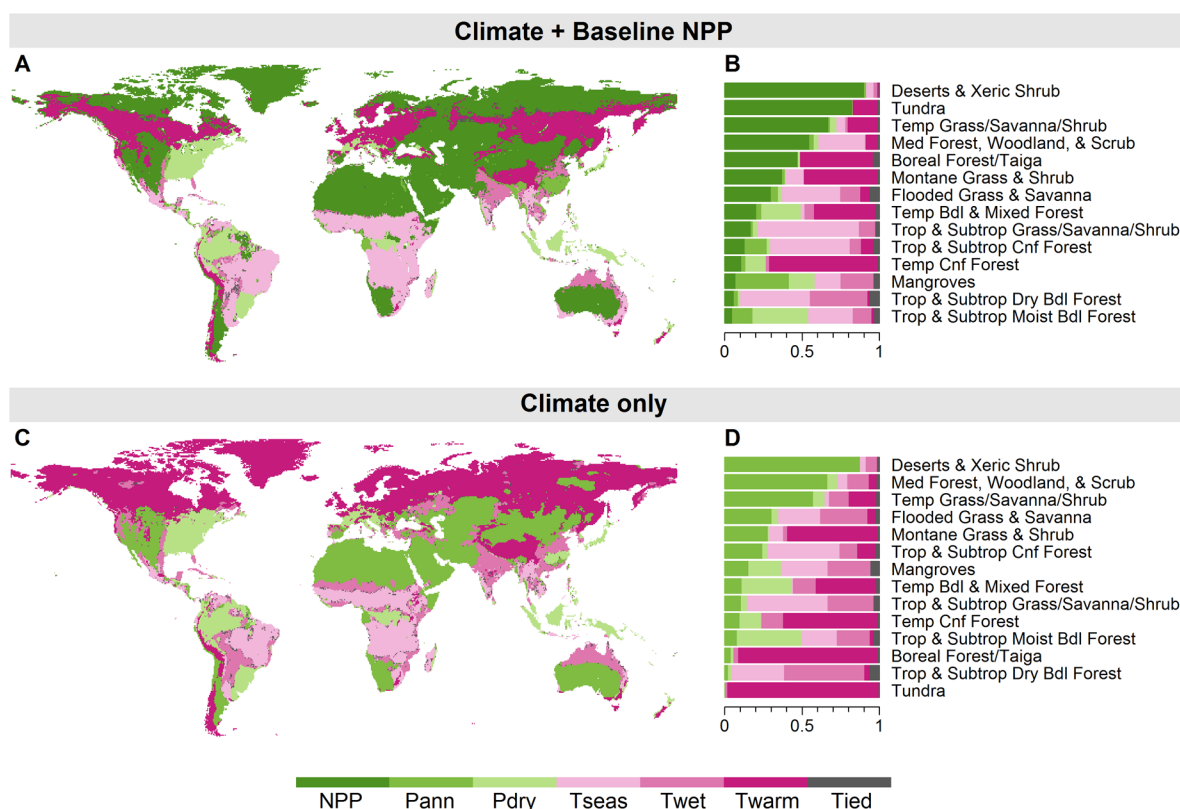 Climate + Baseline NPP
A
B
Deserts & Xeric Shrub
Tundra
Temp Grass/Savanna/Shrub
Med Forest, Woodland, & Scrub
Boreal Forest/Taiga
Montane Grass & Shrub
Flooded Grass & Savanna
Temp Bdl & Mixed Forest
Trop & Subtrop Grass/Savanna/Shrub
Trop & Subtrop Cnf Forest
Temp Cnf Forest
Mangroves
Trop & Subtrop Dry Bdl Forest
Trop & Subtrop Moist Bdl Forest
0 0.5 1
Climate only
C
D
Deserts & Xeric Shrub
Med Forest, Woodland, & Scrub
Temp Grass/Savanna/Shrub
Flooded Grass & Savanna
Montane Grass & Shrub
Trop & Subtrop Cnf Forest
Mangroves
Temp Bdl & Mixed Forest
Trop & Subtrop Grass/Savanna/Shrub
Temp Cnf Forest
Trop & Subtrop Moist Bdl Forest
Boreal Forest/Taiga
Trop & Subtrop Dry Bdl Forest
Tundra
0 0.5 1
NPP Pann Pdry Tseas Twet Twarm Tied